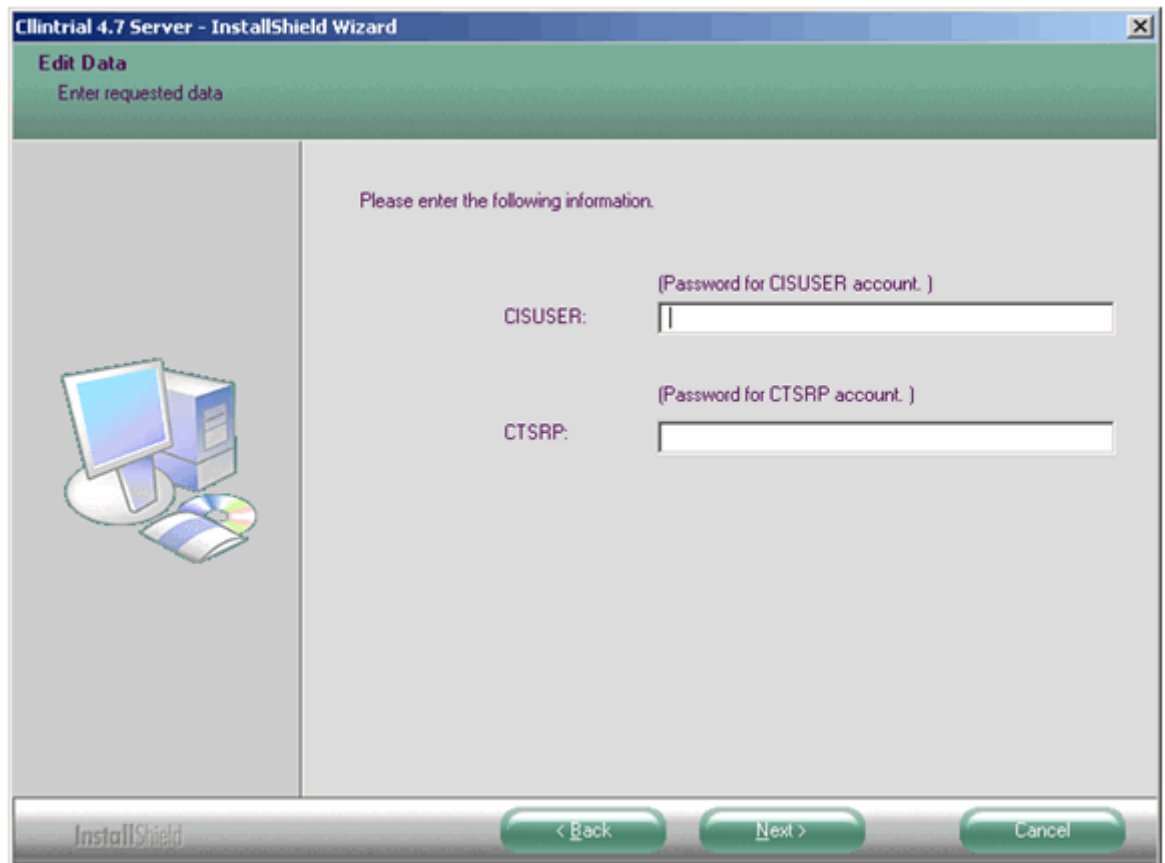 Cllintrial 4.7 Server - InstallShield Wizard
Edit Data
Enter requested data
Please enter the following information.
(Password for CISUSER account. )
CISUSER:
(Password for CTSRP account. )
CTSRP:
InstallShield
< Back
Next >
Cancel